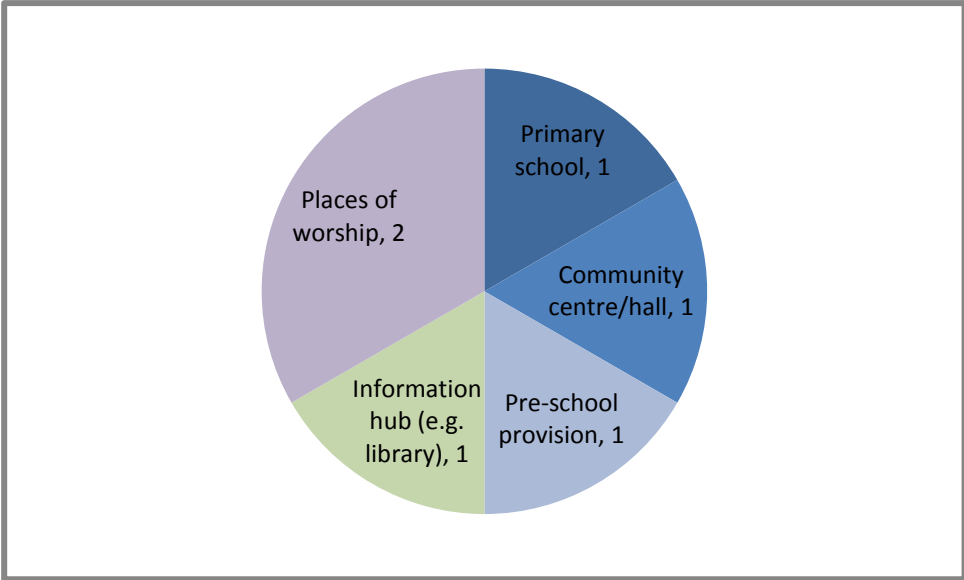 Primary
school, 1
Community
centre/hall, 1
Pre-school
provision, 1
Information
hub (e.g.
library), 1
Places of
worship, 2